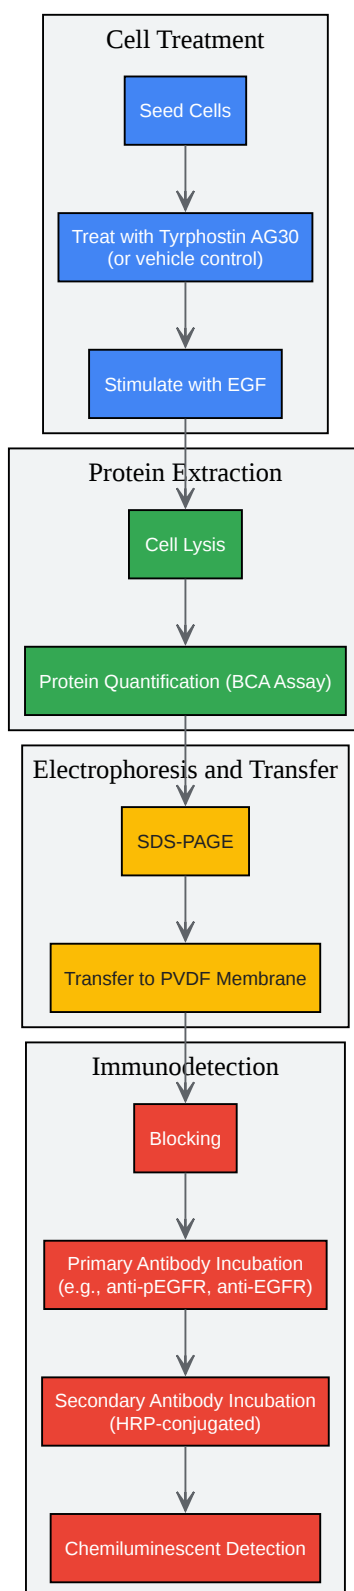 Cell Treatment
Seed Cells
Treat with Tyrphostin AG30
(or vehicle control)
Stimulate with EGF
Protein Extraction
Cell Lysis
Protein Quantification (BCA Assay)
Electrophoresis and Transfer
SDS-PAGE
Transfer to PVDF Membrane
Immunodetection
Blocking
Primary Antibody Incubation
(e.g., anti-pEGFR, anti-EGFR)
Secondary Antibody Incubation
(HRP-conjugated)
Chemiluminescent Detection